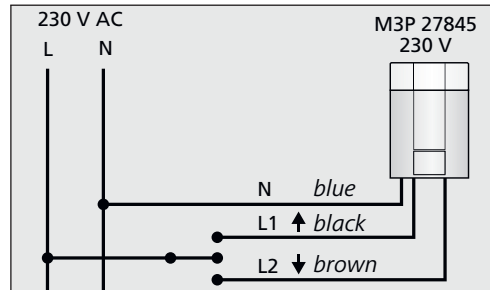 230 V AC
L N
M3P 27845
230 V
N blue
L1 ↑ black
L2 ↓ brown